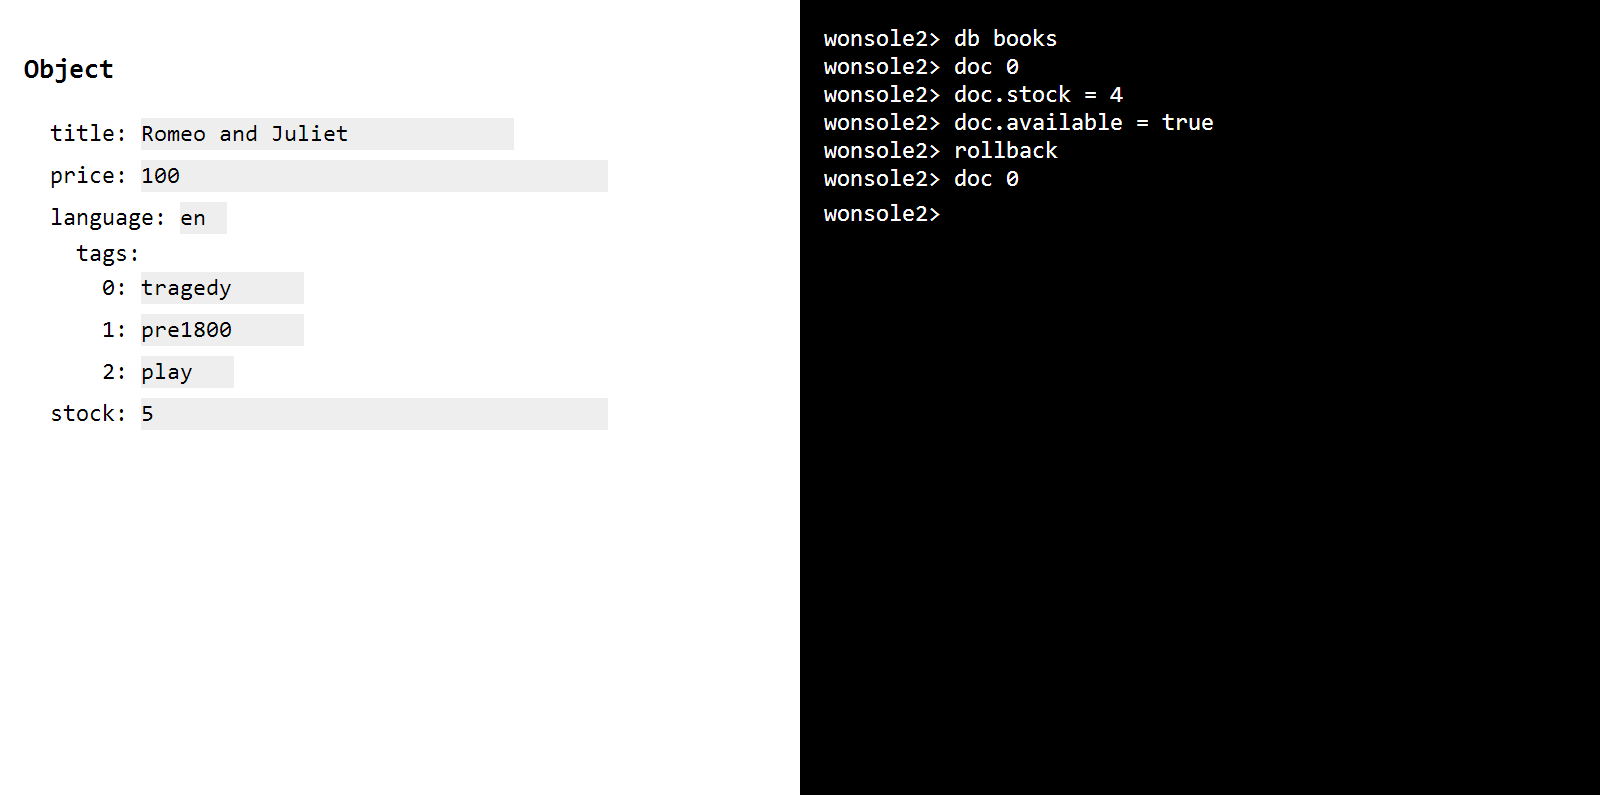 Object
title: Romeo and Juliet
price: 100
language: en
tags:
0: tragedy
1: pre1800
2: play
stock: 5
wonsole2> db books
wonsole2> doc 0
wonsole2> doc.stock = 4
wonsole2> doc.available = true
wonsole2> rollback
wonsole2> doc 0
wonsole2>